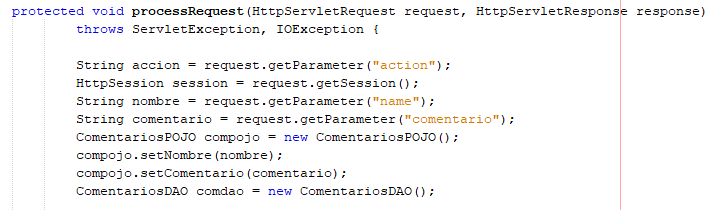 protected void processRequest(HttpServletRequest request, HttpServletResponse response)
throws ServletException, IOException {
String accion = request.getParameter("action");
HttpSession session = request.getSession();
String nombre = request.getParameter("name");
String comentario = request.getParameter("comentario");
ComentariosPOJO compojo = new ComentariosPOJO();
compojo.setNombre(nombre);
compojo.setComentario(comentario);
ComentariosDAO comdao = new ComentariosDAO();